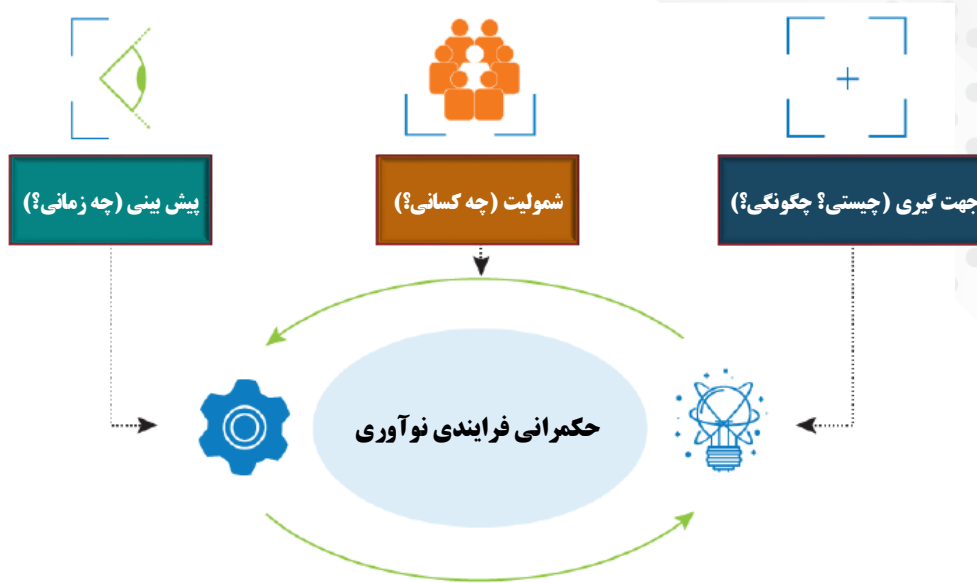 جهت گیری (چیستی؟ چگونگی؟)
شمولیت (چه کسانی؟)
پیش بینی (چه زمانی؟)
حکمرانی فرایندی نوآوری